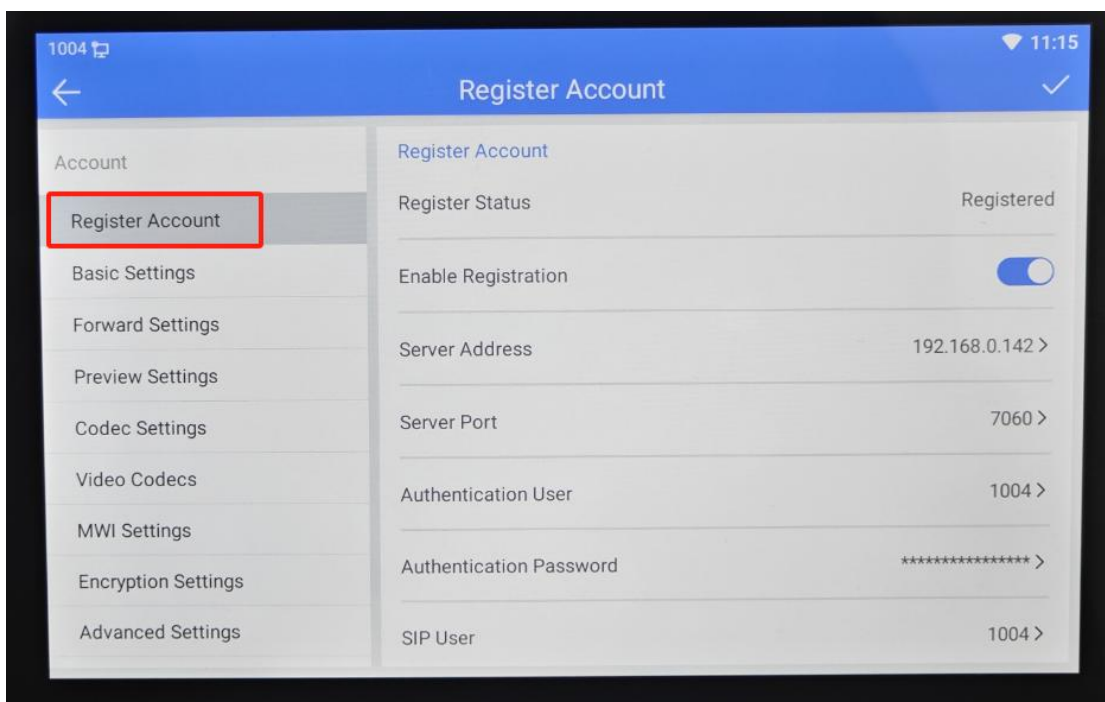 1004
11:15
Register Account
Account
Register Account
Basic Settings
Forward Settings
Preview Settings
Codec Settings
Video Codecs
MWI Settings
Encryption Settings
Advanced Settings
Register Account
Register Status Registered
Enable Registration
Server Address 192.168.0.142 >
Server Port 7060 >
Authentication User 1004 >
Authentication Password **************** >
SIP User 1004 >